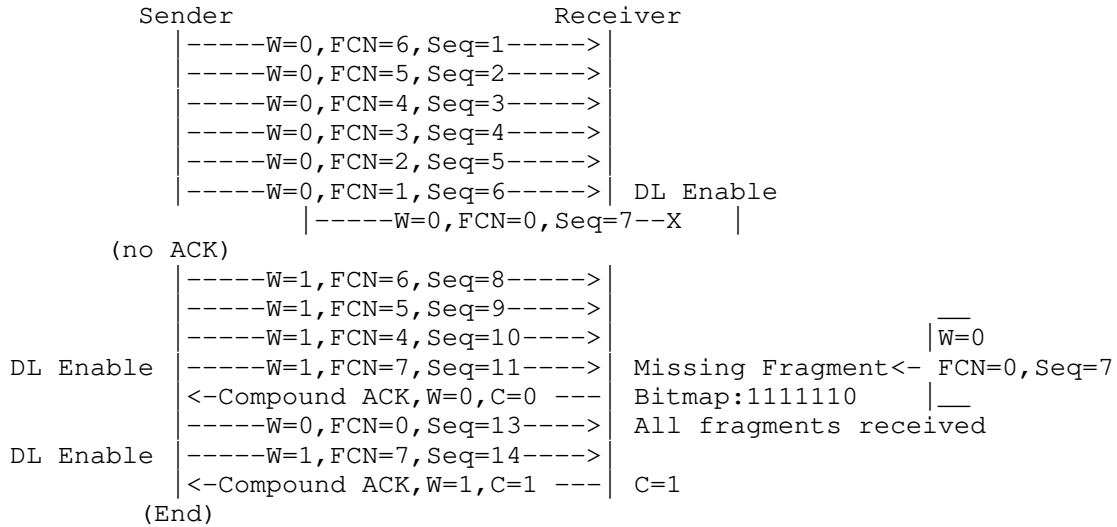 Sender                        Receiver
|-----W=0,FCN=6,Seq=1----->|
|-----W=0,FCN=5,Seq=2----->|
|-----W=0,FCN=4,Seq=3----->|
|-----W=0,FCN=3,Seq=4----->|
|-----W=0,FCN=2,Seq=5----->|
|-----W=0,FCN=1,Seq=6----->| DL Enable
|-----W=0,FCN=0,Seq=7--X   |
(no ACK)
|-----W=1,FCN=6,Seq=8----->|
|-----W=1,FCN=5,Seq=9----->|                    __
|-----W=1,FCN=4,Seq=10---->|                   |W=0
DL Enable |-----W=1,FCN=7,Seq=11---->| Missing Fragment<- FCN=0,Seq=7
|<-Compound ACK,W=0,C=0 ---| Bitmap:1111110    |__
|-----W=0,FCN=0,Seq=13---->| All fragments received
DL Enable |-----W=1,FCN=7,Seq=14---->|
|<-Compound ACK,W=1,C=1 ---| C=1
(End)